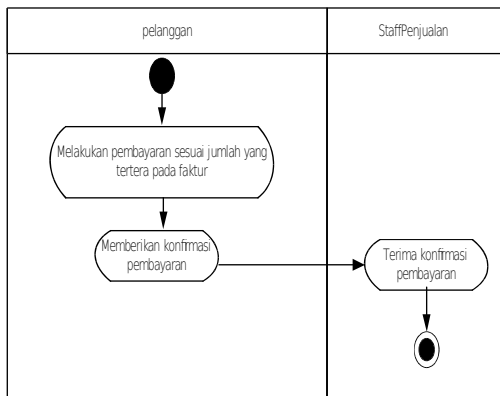 pelanggan
StaffPenjualan
Melakukan pembayaran sesuai jumlah yang
tertera pada faktur
Memberikan konfirmasi
pembayaran
Terima konfirmasi
pembayaran